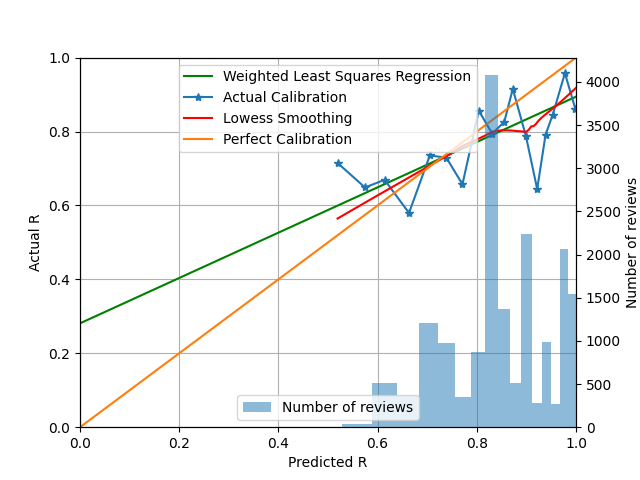 Weighted Least Squares Regression
Actual Calibration
Lowess Smoothing
Perfect Calibration
1.0
0.8
0.6
0.4
0.2
0.0
Actual R
4000
3500
3000
2500
2000
1500
1000
500
0
Number of reviews
Number of reviews
0.0 0.2 0.4 0.6 0.8 1.0
Predicted R